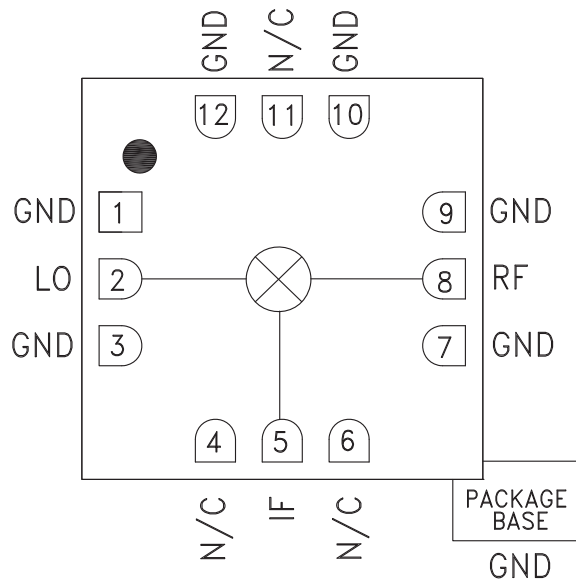 GND N/C GND
12 11 10
GND 1 9 GND
LO 2 8 RF
GND 3 7 GND
4 5 6
N/C IF N/C
PACKAGE
BASE
GND